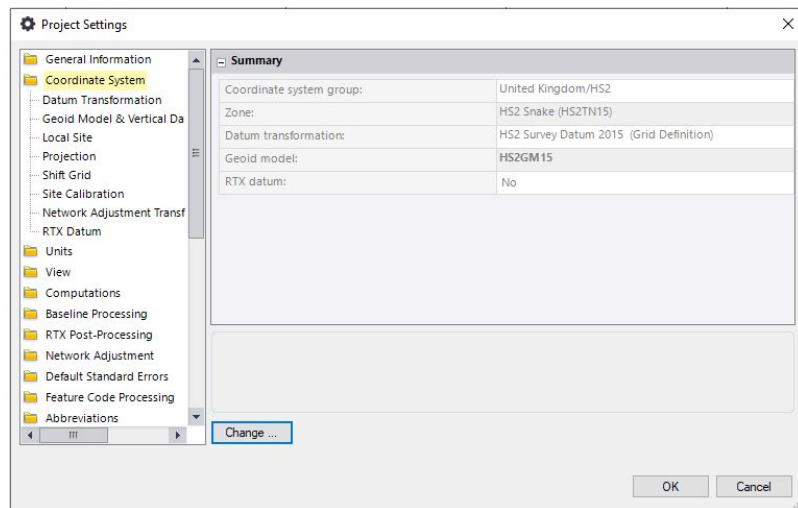 Project Settings
General Information
Coordinate System
Datum Transformation
Geoid Model & Vertical Da
Local Site
Projection
Shift Grid
Site Calibration
Network Adjustment Transf
RTX Datum
Units
View
Computations
Baseline Processing
RTX Post-Processing
Network Adjustment
Default Standard Errors
Feature Code Processing
Abbreviations
Summary
Coordinate system group: United Kingdom/HS2
Zone: HS2 Snake (HS2TN15)
Datum transformation: HS2 Survey Datum 2015 (Grid Definition)
Geoid model: HS2GM15
RTX datum: No
Change ...
OK Cancel